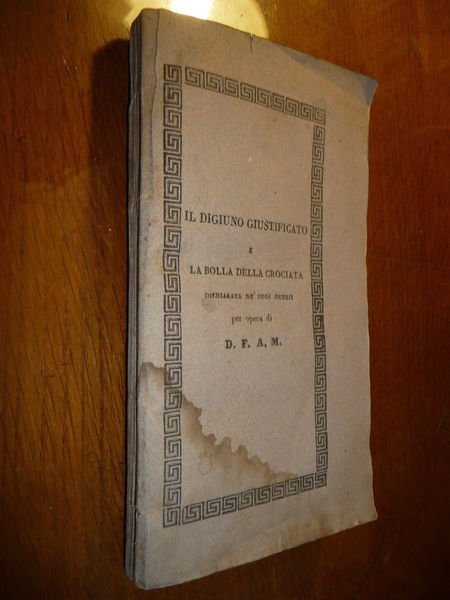 IL DIGIUNO GIUSTIFICATO
E
LA BOLLA DELLA CROCIATA
DICHIARATA NE' SUOI DUBBII
per opera di
D. F. A. M.